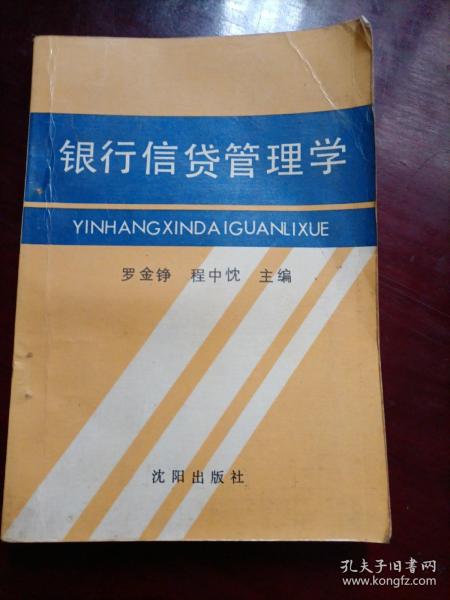 银行信贷管理学
YINHANGXINDAIGUANLIXUE
罗金铮 程中忱 主编
沈阳出版社
孔夫子旧书网
www.kongfz.com